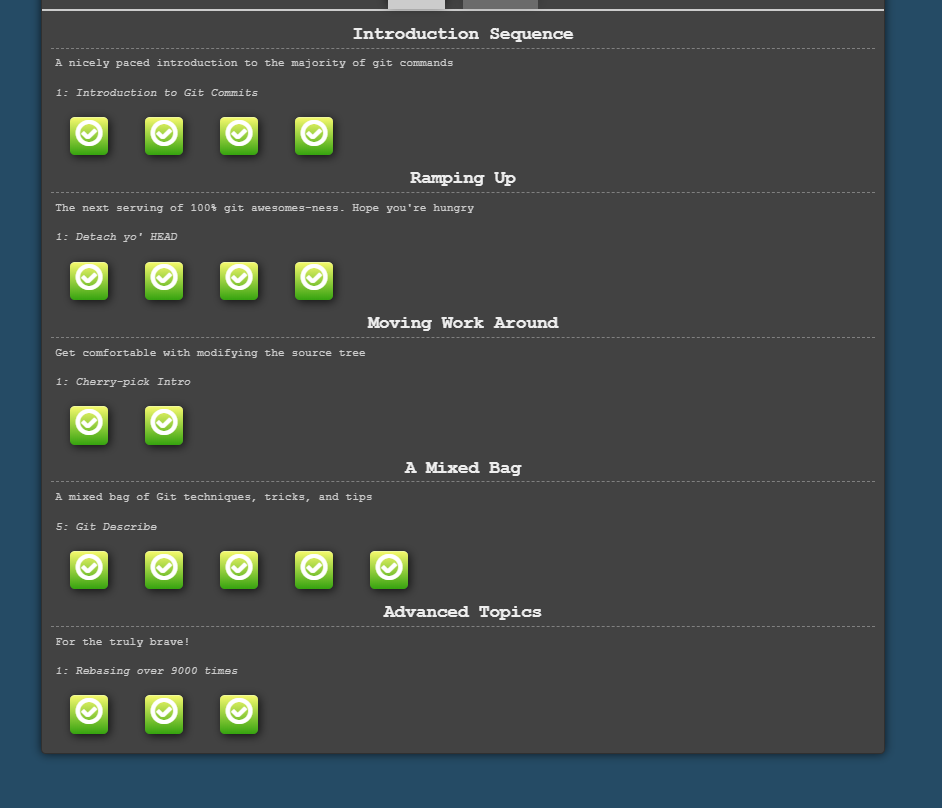 Introduction Sequence
A nicely paced introduction to the majority of git commands
1: Introduction to Git Commits
Ramping Up
The next serving of 100% git awesomes-ness. Hope you're hungry
1: Detach yo' HEAD
Moving Work Around
Get comfortable with modifying the source tree
1: Cherry-pick Intro
A Mixed Bag
A mixed bag of Git techniques, tricks, and tips
5: Git Describe
Advanced Topics
For the truly brave!
1: Rebasing over 9000 times